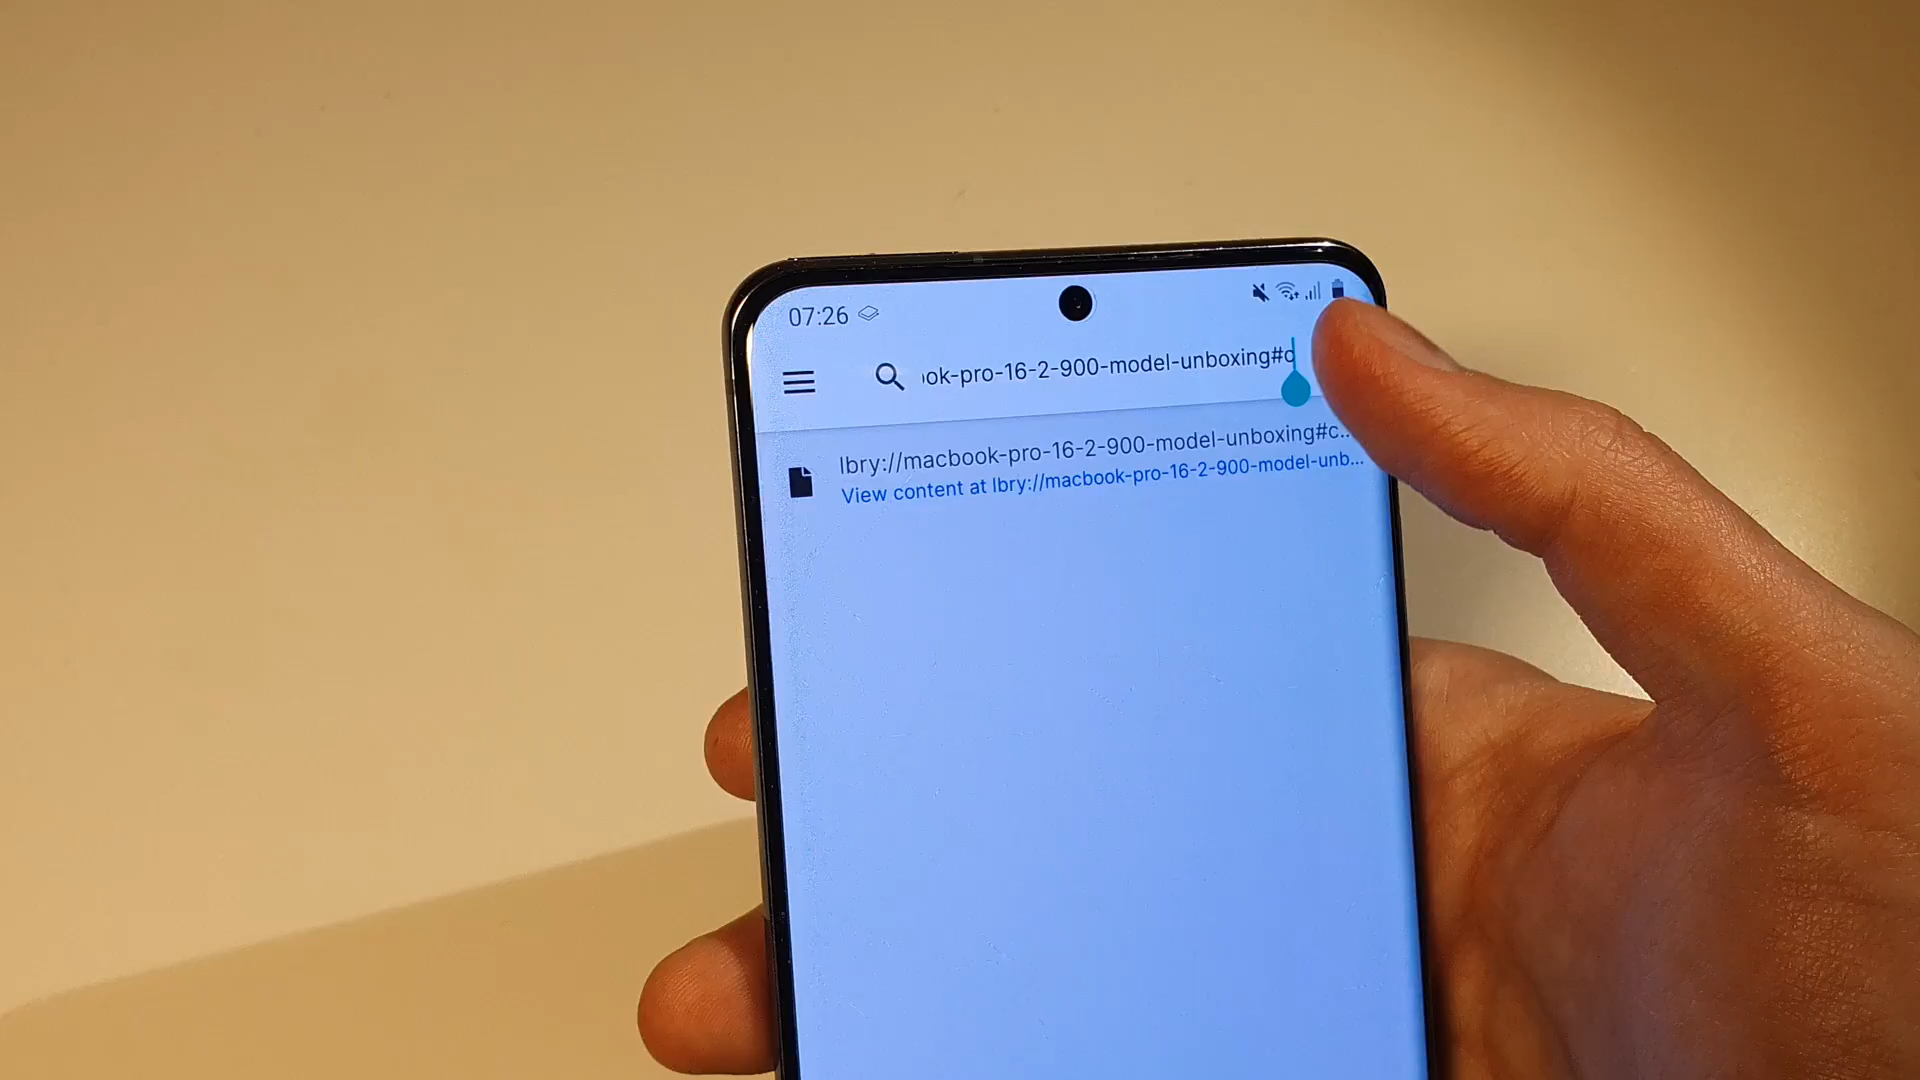 07:26
ook-pro-16-2-900-model-unboxing#c
lbry://macbook-pro-16-2-900-model-unboxing#c...
View content at lbry://macbook-pro-16-2-900-model-unb...